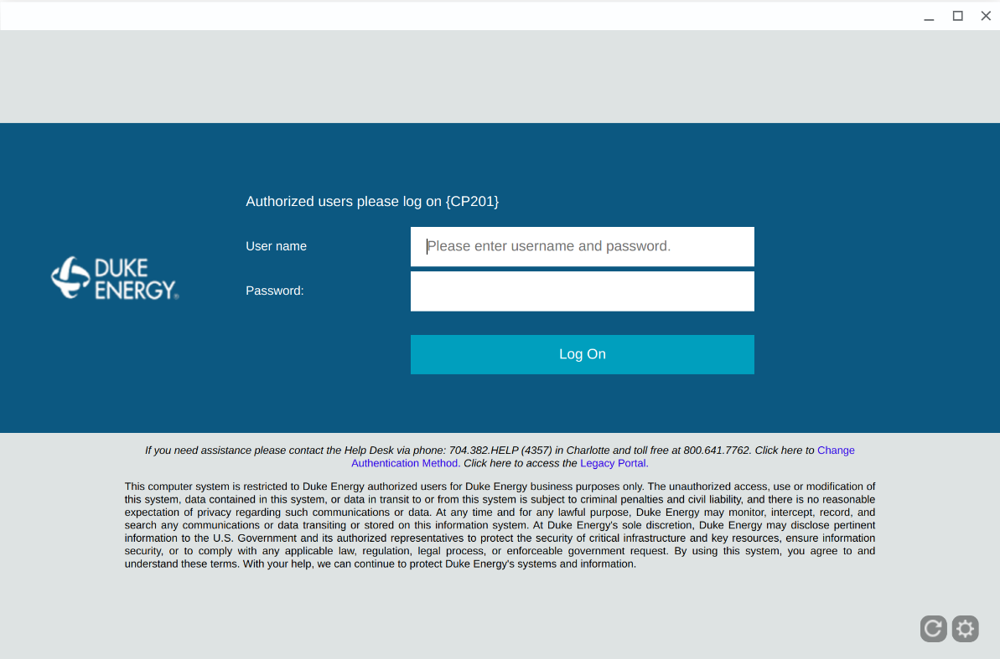 Authorized users please log on {CP201}
User name
Please enter username and password.
DUKE
ENERGY®
Password:
Log On
If you need assistance please contact the Help Desk via phone: 704.382.HELP (4357) in Charlotte and toll free at 800.641.7762. Click here to Change
Authentication Method. Click here to access the Legacy Portal.
This computer system is restricted to Duke Energy authorized users for Duke Energy business purposes only. The unauthorized access, use or modification of
this system, data contained in this system, or data in transit to or from this system is subject to criminal penalties and civil liability, and there is no reasonable
expectation of privacy regarding such communications or data. At any time and for any lawful purpose, Duke Energy may monitor, intercept, record, and
search any communications or data transiting or stored on this information system. At Duke Energy's sole discretion, Duke Energy may disclose pertinent
information to the U.S. Government and its authorized representatives to protect the security of critical infrastructure and key resources, ensure information
security, or to comply with any applicable law, regulation, legal process, or enforceable government request. By using this system, you agree to and
understand these terms. With your help, we can continue to protect Duke Energy's systems and information.